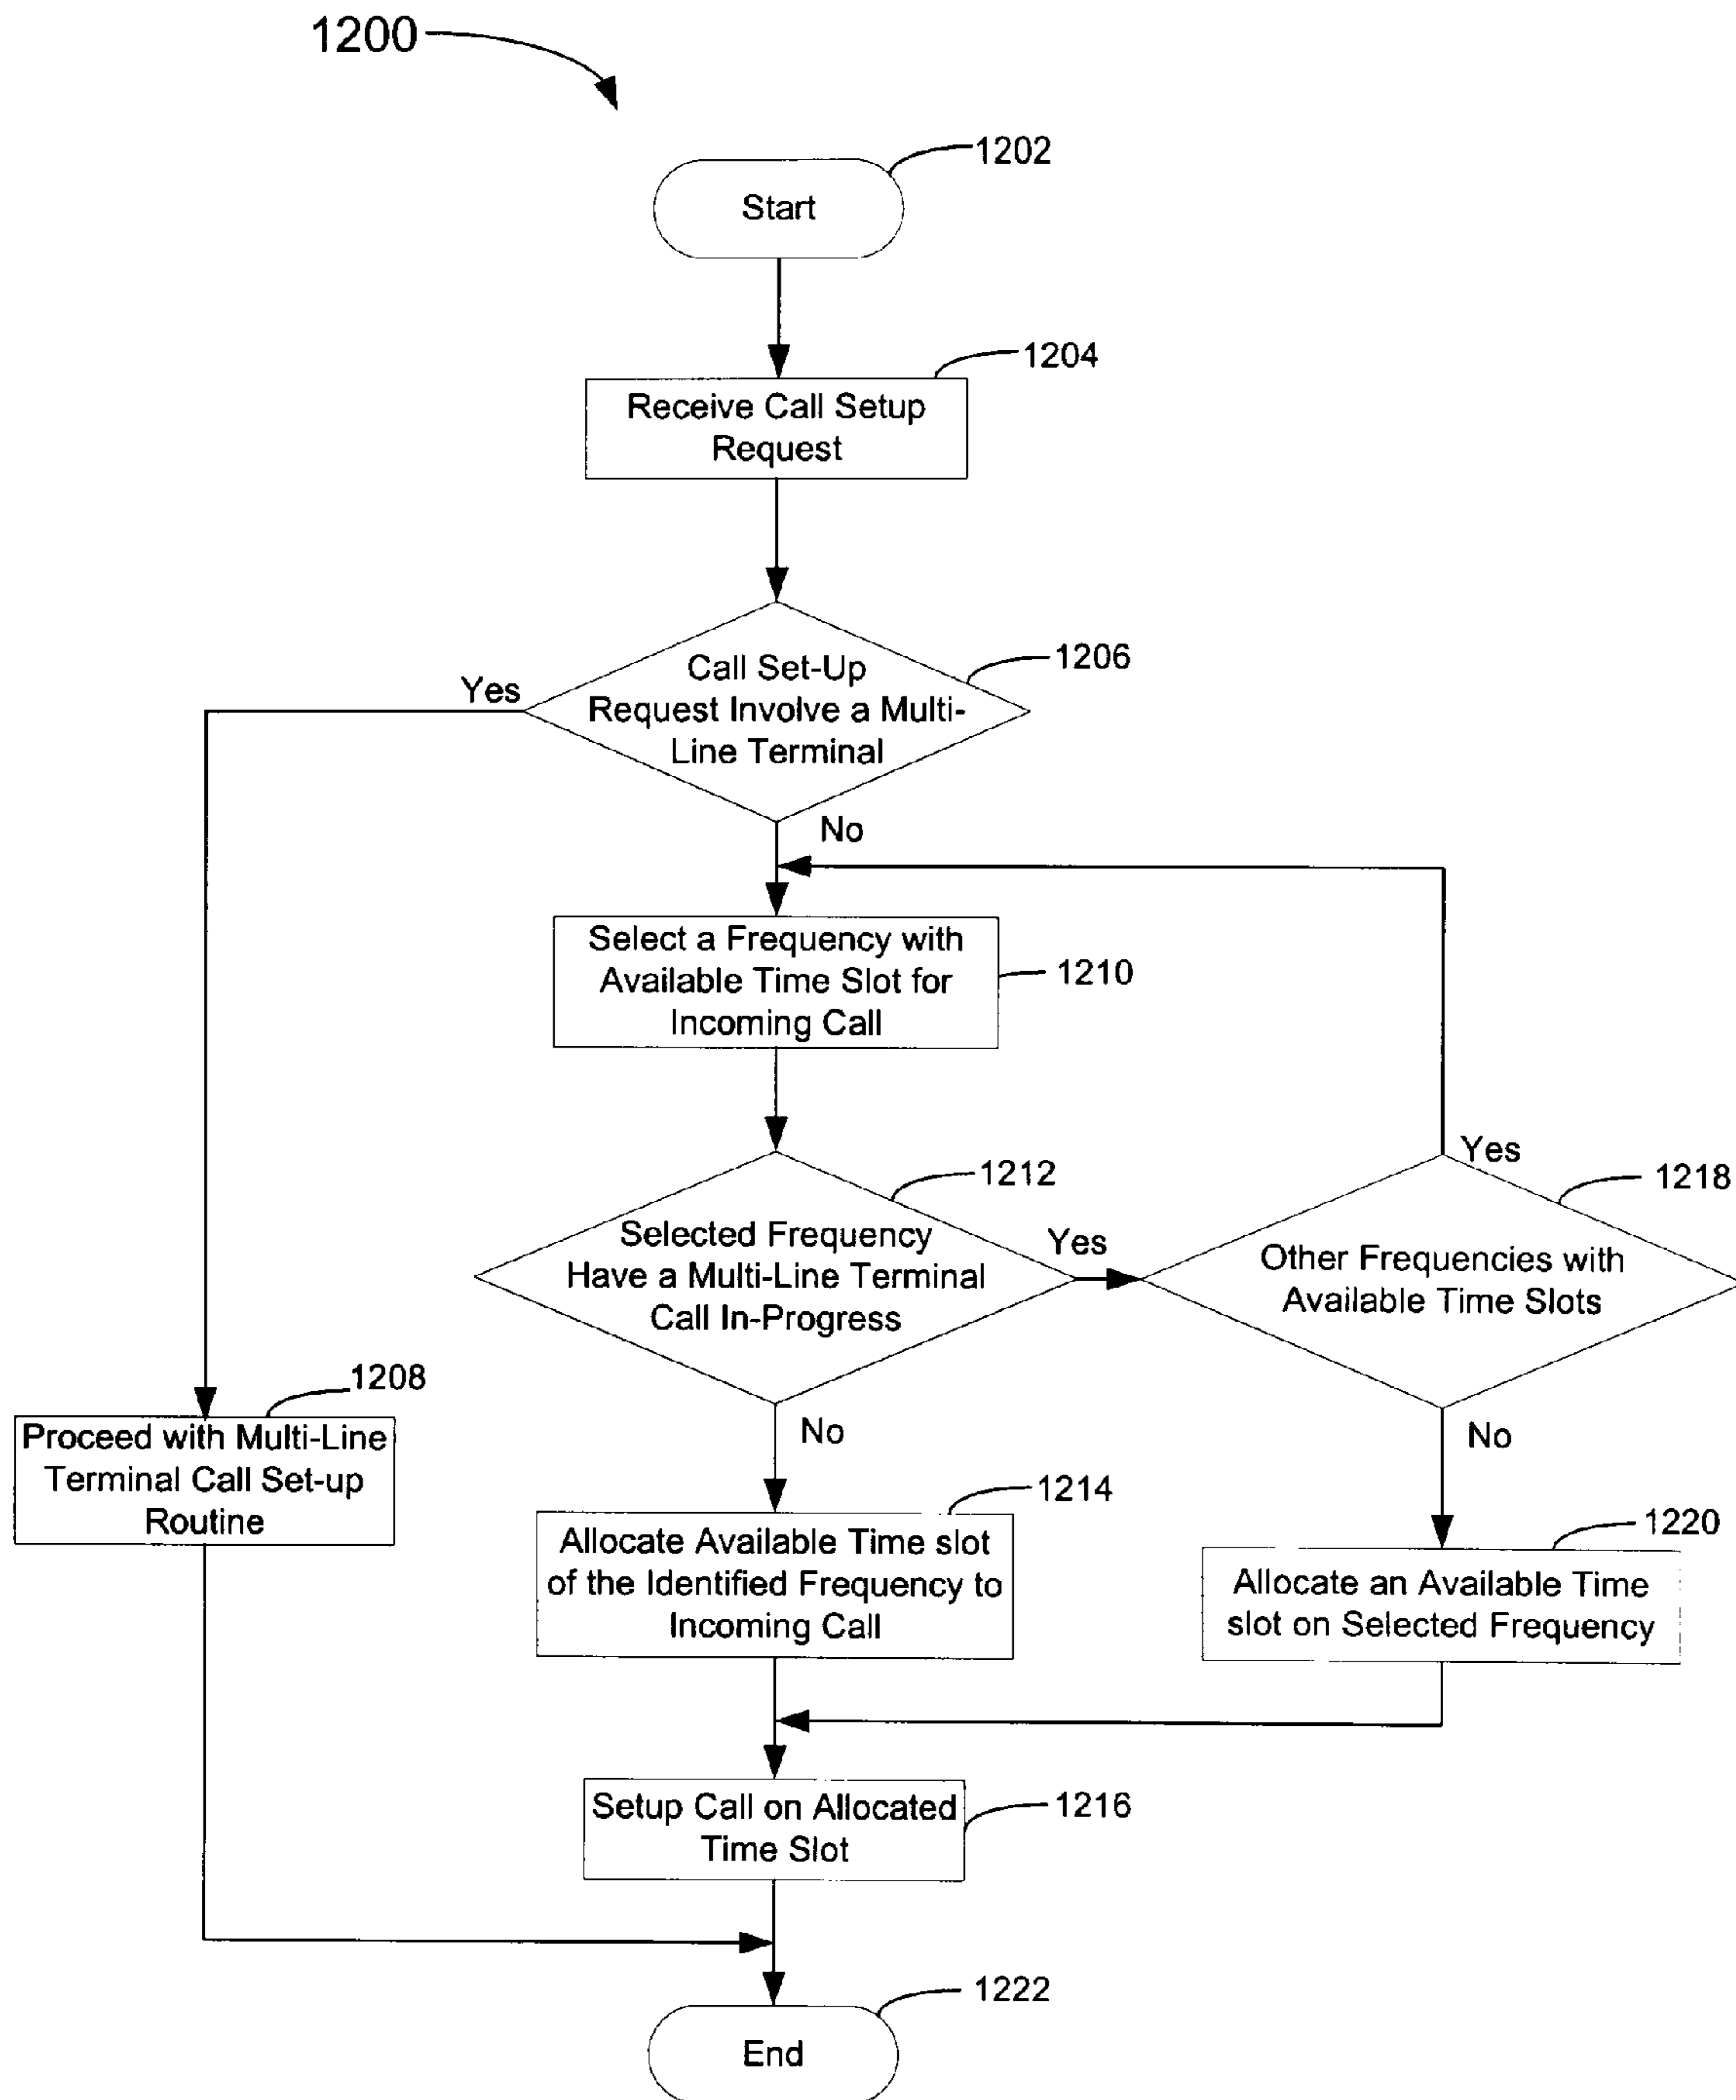 1200
1202
Start
1204
Receive Call Setup
Request
1206
Call Set-Up
Request Involve a Multi-
Line Terminal
Yes
No
Select a Frequency with
Available Time Slot for
Incoming Call
1210
1212
Selected Frequency
Have a Multi-Line Terminal
Call In-Progress
Yes
No
Yes
1218
Other Frequencies with
Available Time Slots
No
1208
Proceed with Multi-Line
Terminal Call Set-up
Routine
1214
Allocate Available Time slot
of the Identified Frequency to
Incoming Call
1220
Allocate an Available Time
slot on Selected Frequency
Setup Call on Allocated
Time Slot
1216
1222
End